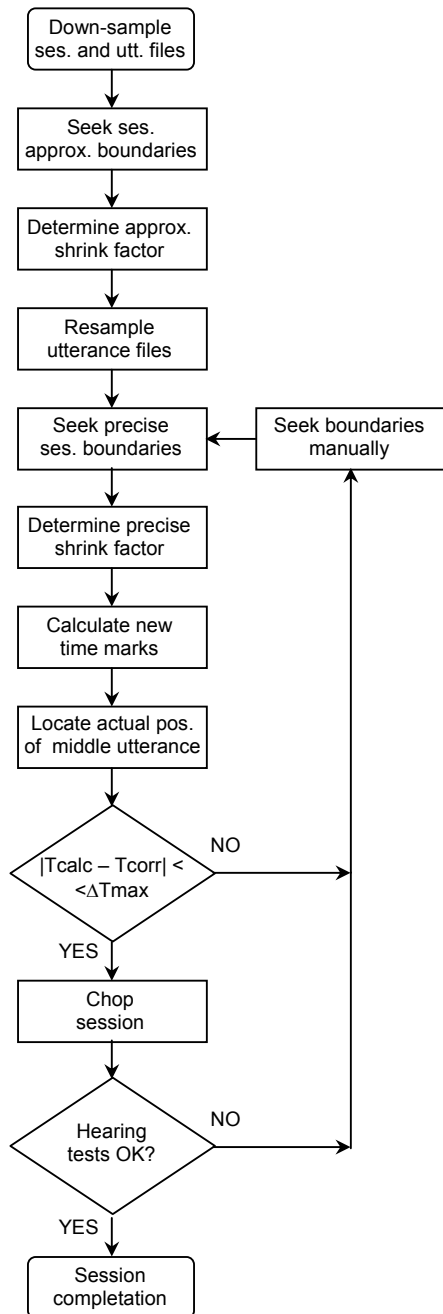 Down-sample
ses. and utt. files
Seek ses.
approx. boundaries
Determine approx.
shrink factor
Resample
utterance files
Seek precise
ses. boundaries
Seek boundaries
manually
Determine precise
shrink factor
Calculate new
time marks
Locate actual pos.
of middle utterance
|Tcalc – Tcorr| <
<ΔTmax
NO
YES
Chop
session
Hearing
tests OK?
NO
YES
Session
completation